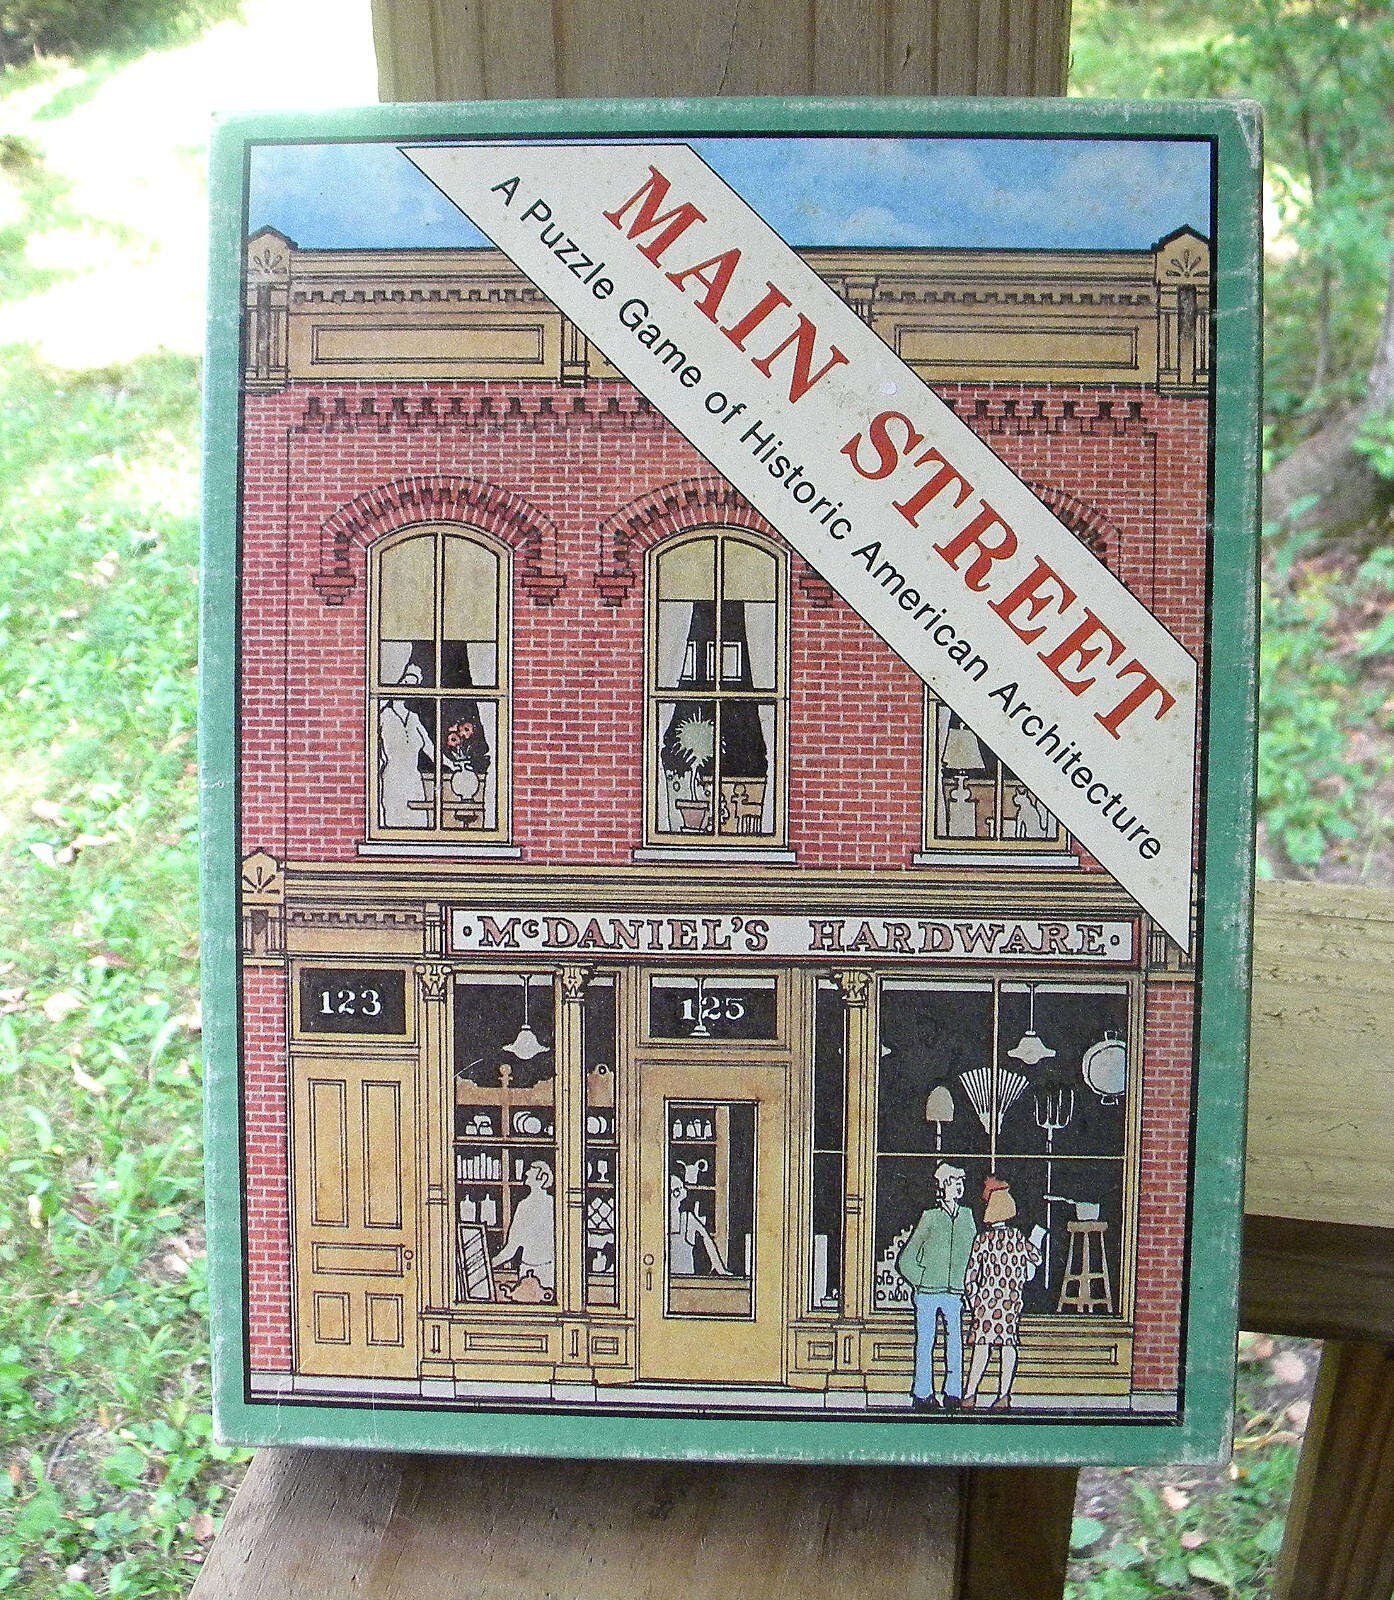 MAIN STREET
A Puzzle Game of Historic American Architecture
·McDANIEL'S HARDWARE·
123
125